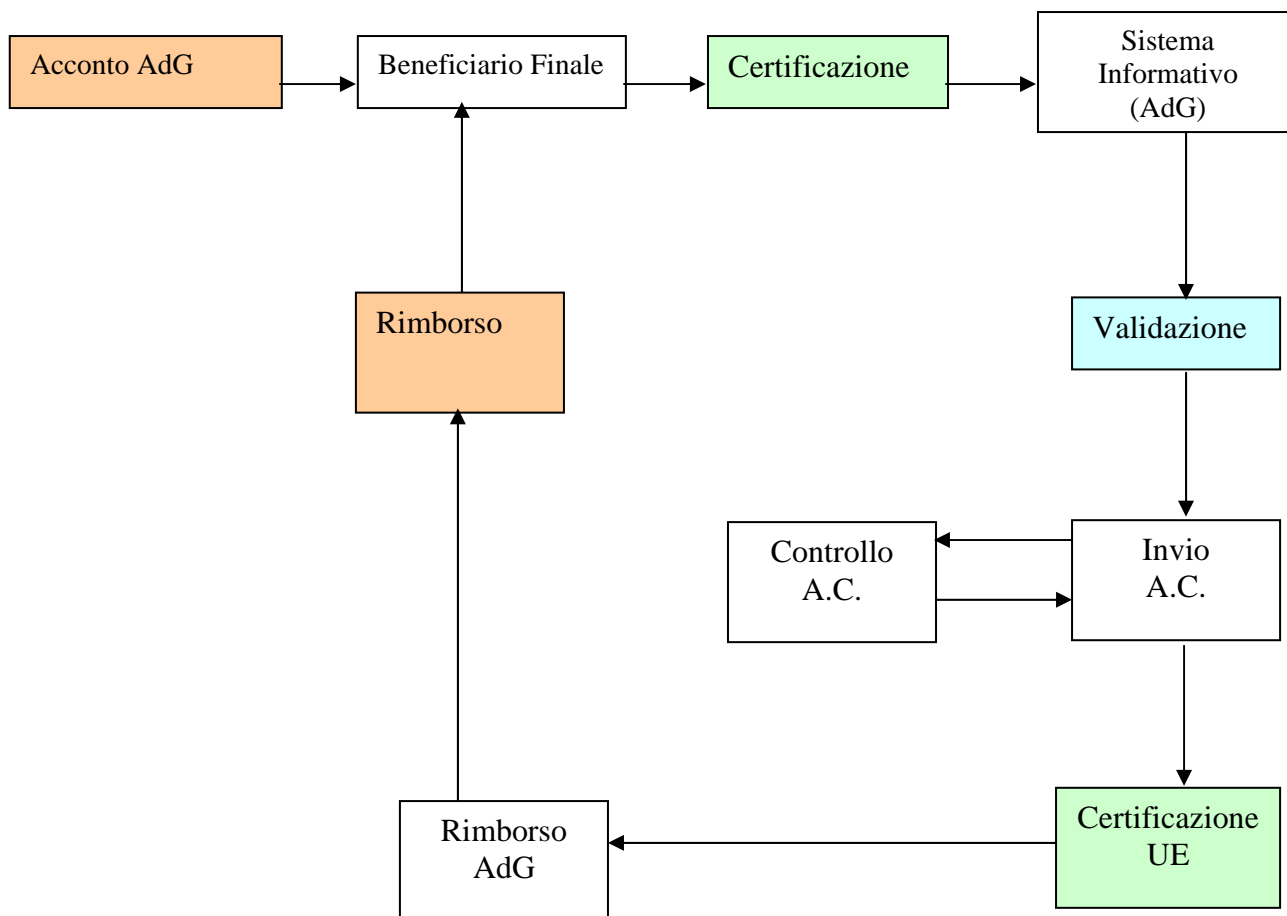 Acconto AdG
Beneficiario Finale
Certificazione
Sistema
Informativo
(AdG)
Rimborso
Validazione
Controllo
A.C.
Invio
A.C.
Rimborso
AdG
Certificazione
UE